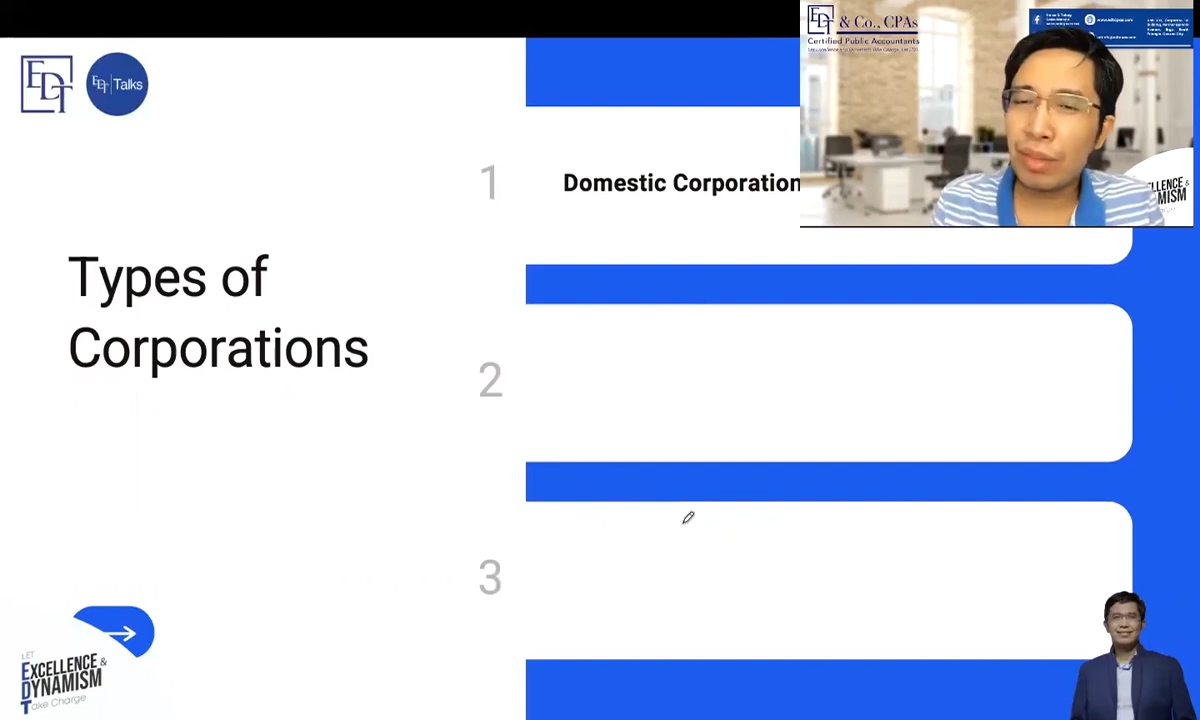 EDT
EDT Talks
Types of
Corporations
1
Domestic Corporation
2
3
LET
EXCELLENCE &
DYNAMISM
Take Charge
EDT & Co., CPAs
Certified Public Accountants